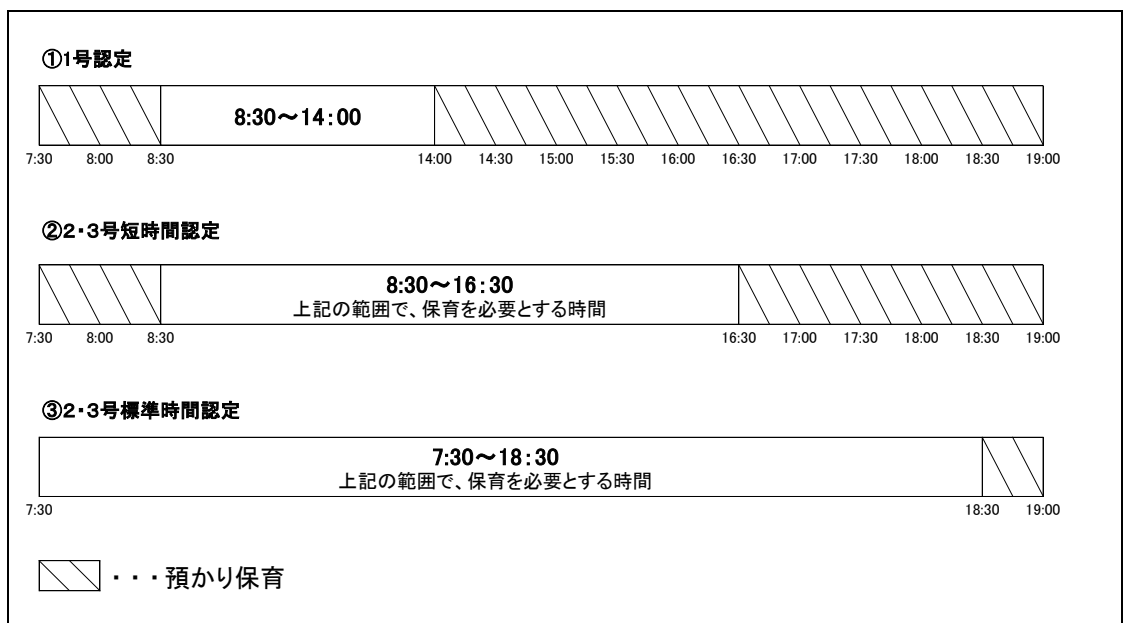 ①1号認定
8:30～14:00
7:30 8:00 8:30 14:00 14:30 15:00 15:30 16:00 16:30 17:00 17:30 18:00 18:30 19:00
②2・3号短時間認定
8:30～16:30
上記の範囲で、保育を必要とする時間
7:30 8:00 8:30 16:30 17:00 17:30 18:00 18:30 19:00
③2・3号標準時間認定
7:30～18:30
上記の範囲で、保育を必要とする時間
7:30 18:30 19:00
・・・預かり保育